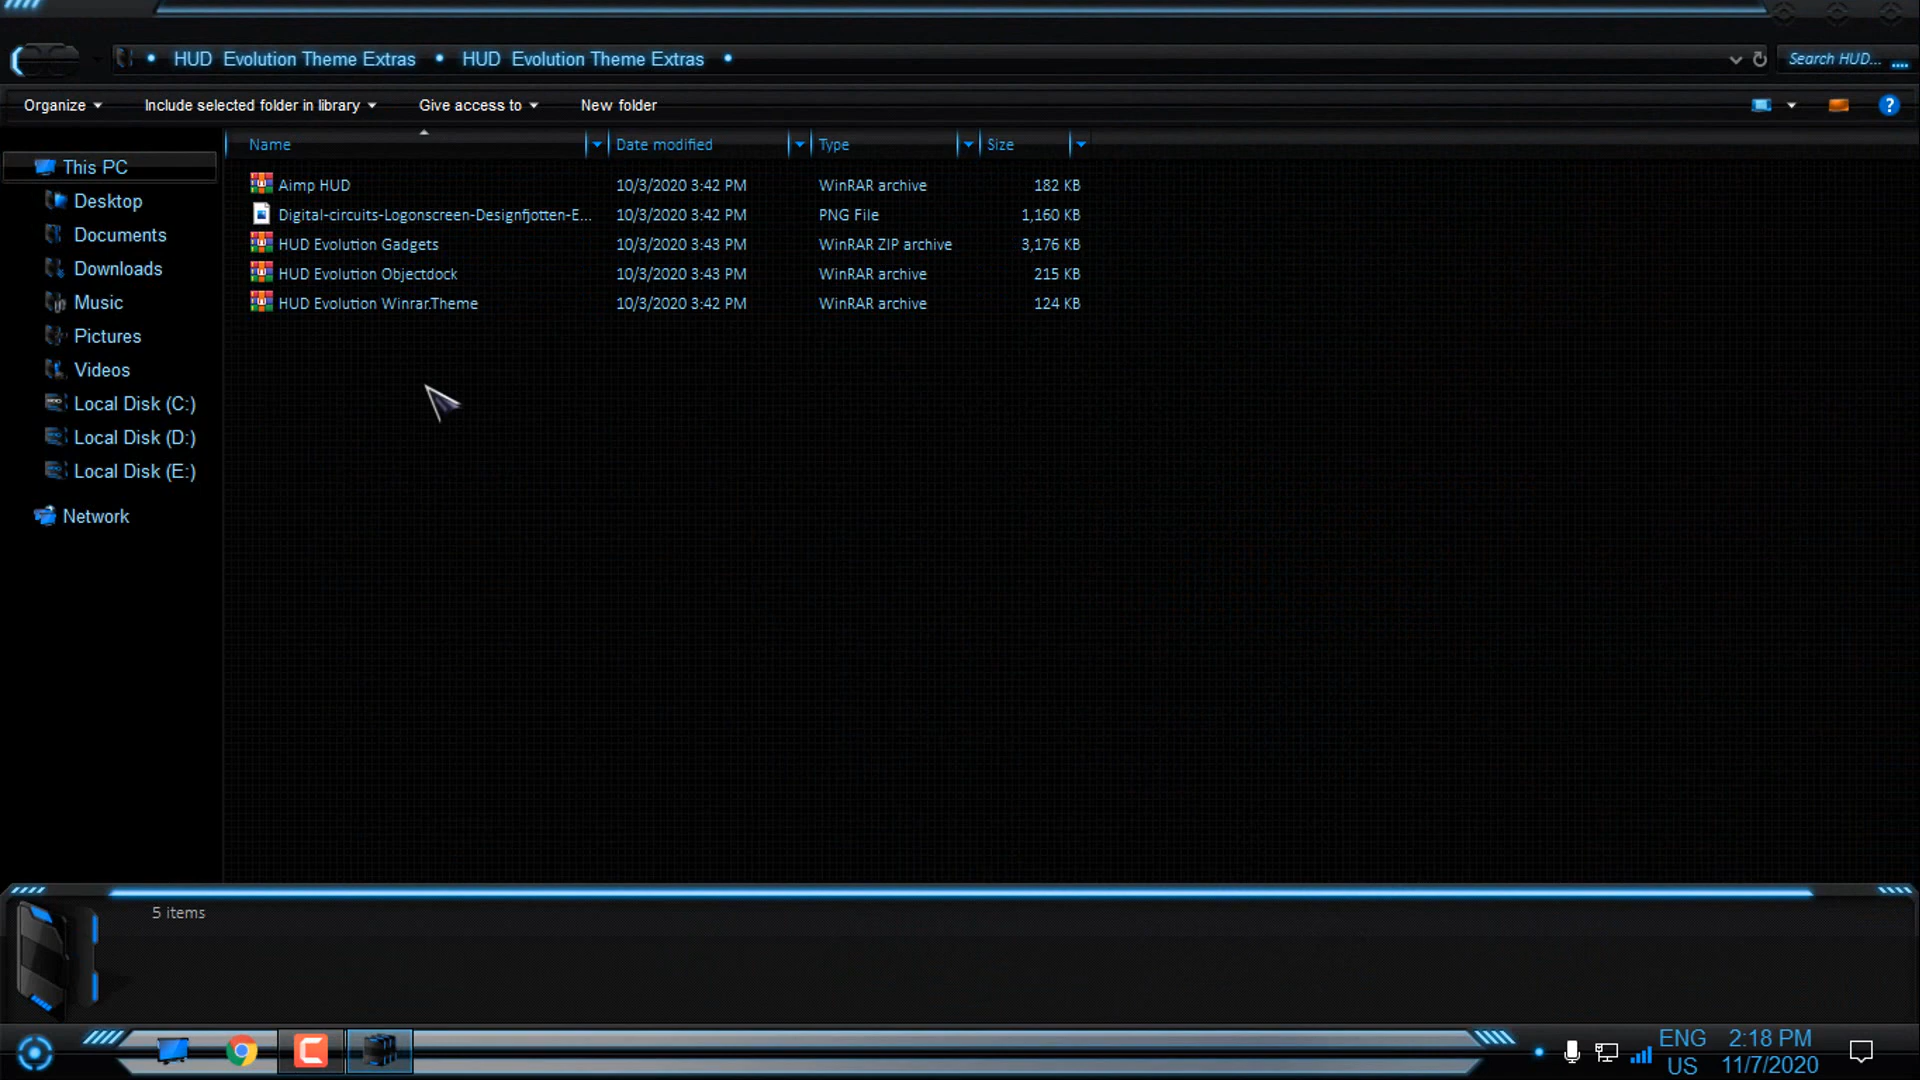 HUD Evolution Theme Extras • HUD Evolution Theme Extras •
Search HUD...
Organize Include selected folder in library Give access to New folder
Name Date modified Type Size
This PC
Desktop
Documents
Downloads
Music
Pictures
Videos
Local Disk (C:)
Local Disk (D:)
Local Disk (E:)
Network
Aimp HUD 10/3/2020 3:42 PM WinRAR archive 182 KB
Digital-circuits-Logonscreen-Designfjotten-E... 10/3/2020 3:42 PM PNG File 1,160 KB
HUD Evolution Gadgets 10/3/2020 3:43 PM WinRAR ZIP archive 3,176 KB
HUD Evolution Objectdock 10/3/2020 3:43 PM WinRAR archive 215 KB
HUD Evolution Winrar.Theme 10/3/2020 3:42 PM WinRAR archive 124 KB
5 items
ENG 2:18 PM
US 11/7/2020